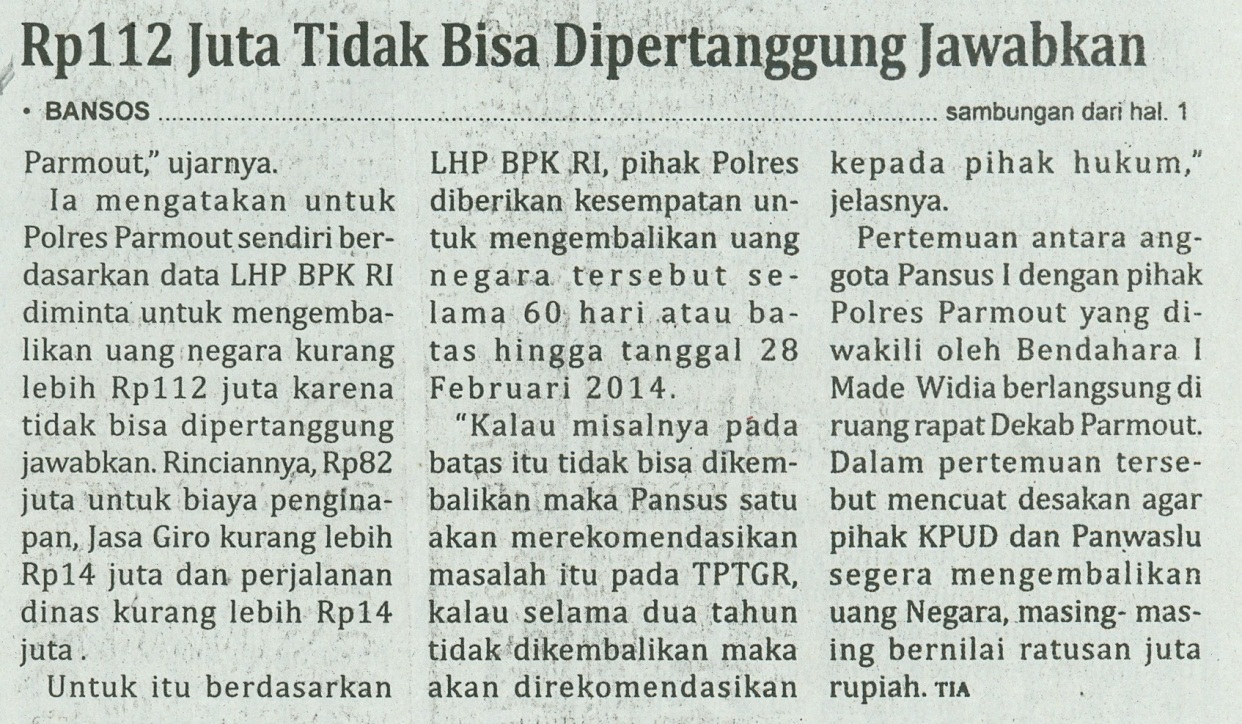 Rp112 Juta Tidak Bisa Dipertanggung Jawabkan
• BANSOS ........................................................................................................ sambungan dari hal. 1
Parmout,” ujarnya.
Ia mengatakan untuk
Polres Parmout sendiri ber-
dasarkan data LHP BPK RI
diminta untuk mengemba-
likan uang negara kurang
lebih Rp112 juta karena
tidak bisa dipertanggung
jawabkan. Rinciannya, Rp82
juta untuk biaya pengina-
pan, Jasa Giro kurang lebih
Rp14 juta dan perjalanan
dinas kurang lebih Rp14
juta .
Untuk itu berdasarkan
LHP BPK RI, pihak Polres
diberikan kesempatan un-
tuk mengembalikan uang
negara tersebut se-
lama 60 hari atau ba-
tas hingga tanggal 28
Februari 2014.
“Kalau misalnya pada
batas itu tidak bisa dikem-
balikan maka Pansus satu
akan merekomendasikan
masalah itu pada TPTGR,
kalau selama dua tahun
tidak dikembalikan maka
akan direkomendasikan
kepada pihak hukum,”
jelasnya.
Pertemuan antara ang-
gota Pansus I dengan pihak
Polres Parmout yang di-
wakili oleh Bendahara I
Made Widia berlangsung di
ruang rapat Dekab Parmout.
Dalam pertemuan terse-
but mencuat desakan agar
pihak KPUD dan Panwaslu
segera mengembalikan
uang Negara, masing- mas-
ing bernilai ratusan juta
rupiah. TIA